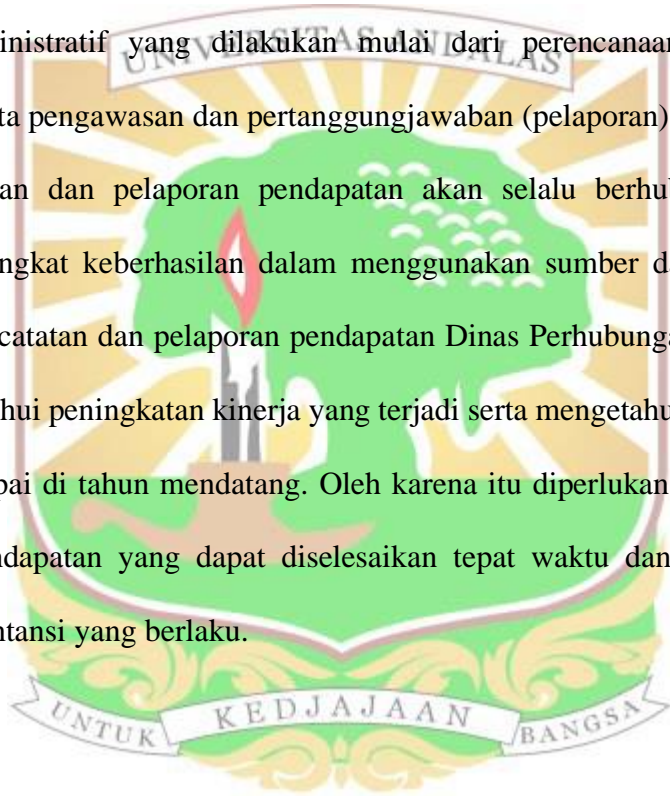 UNIVERSITAS ANDALAS
inistratif yang dilakukan mulai dari perencanaan
ta pengawasan dan pertanggungjawaban (pelaporan)
an dan pelaporan pendapatan akan selalu berhu
ngkat keberhasilan dalam menggunakan sumber da
catatan dan pelaporan pendapatan Dinas Perhubunga
hui peningkatan kinerja yang terjadi serta mengetahu
pai di tahun mendatang. Oleh karena itu diperlukan
ndapatan yang dapat diselesaikan tepat waktu dan
ntansi yang berlaku.
UNTUK KEDJAJAAN BANGSA